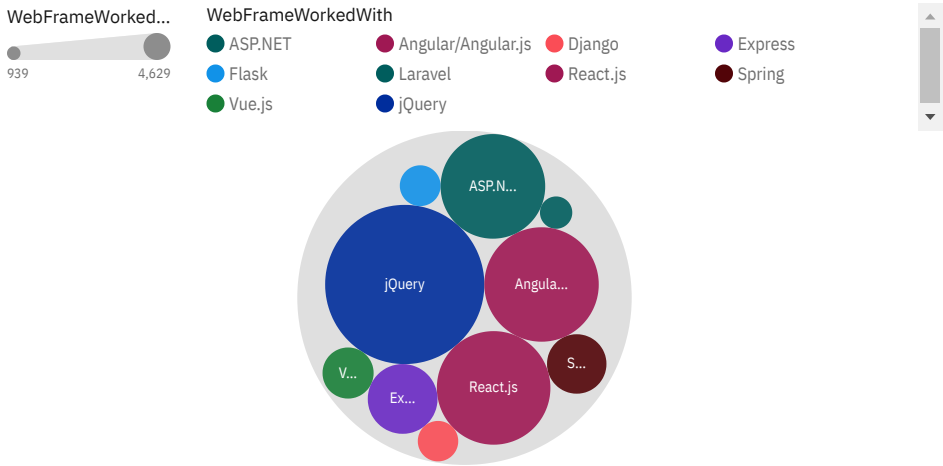 WebFrameWorked...
939 4,629
WebFrameWorkedWith
ASP.NET Angular/Angular.js Django Express
Flask Laravel React.js Spring
Vue.js jQuery
ASP.N...
jQuery
Angula...
S...
V...
Ex...
React.js